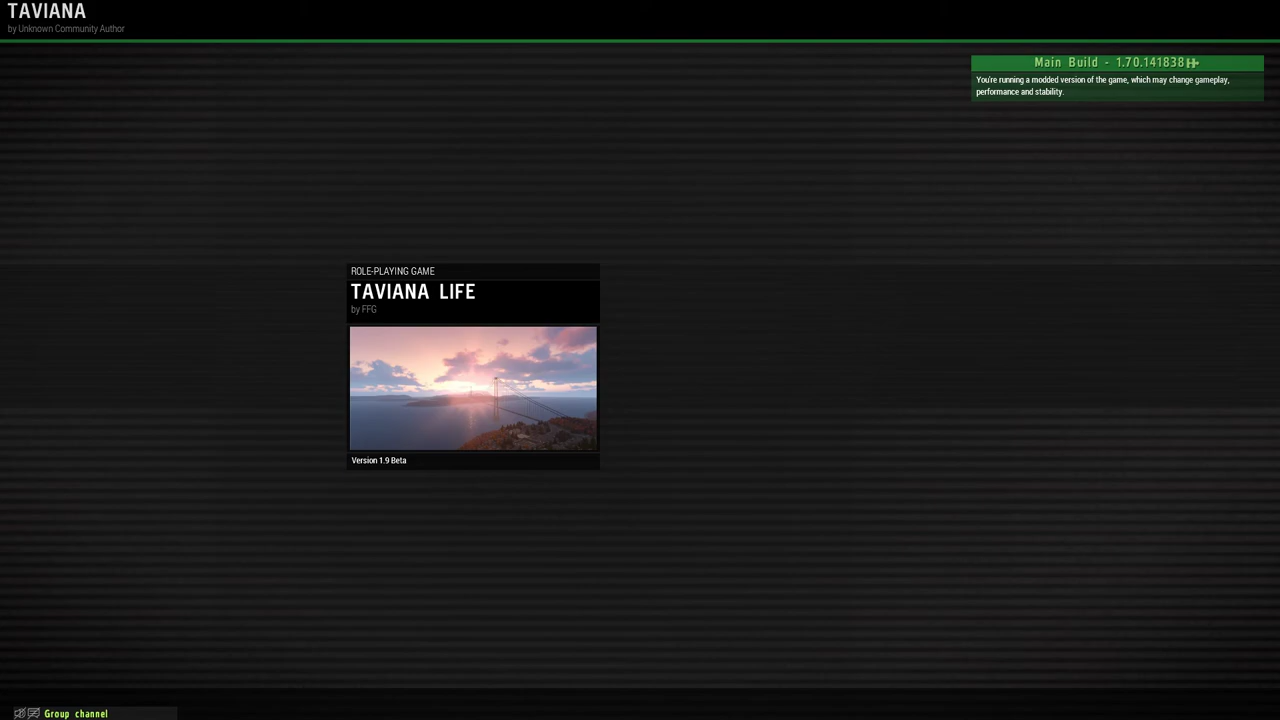 TAVIANA
by Unknown Community Author
Main Build - 1.70.141838
You're running a modded version of the game, which may change gameplay,
performance and stability.
ROLE-PLAYING GAME
TAVIANA LIFE
by FFG
Version 1.9 Beta
Group channel